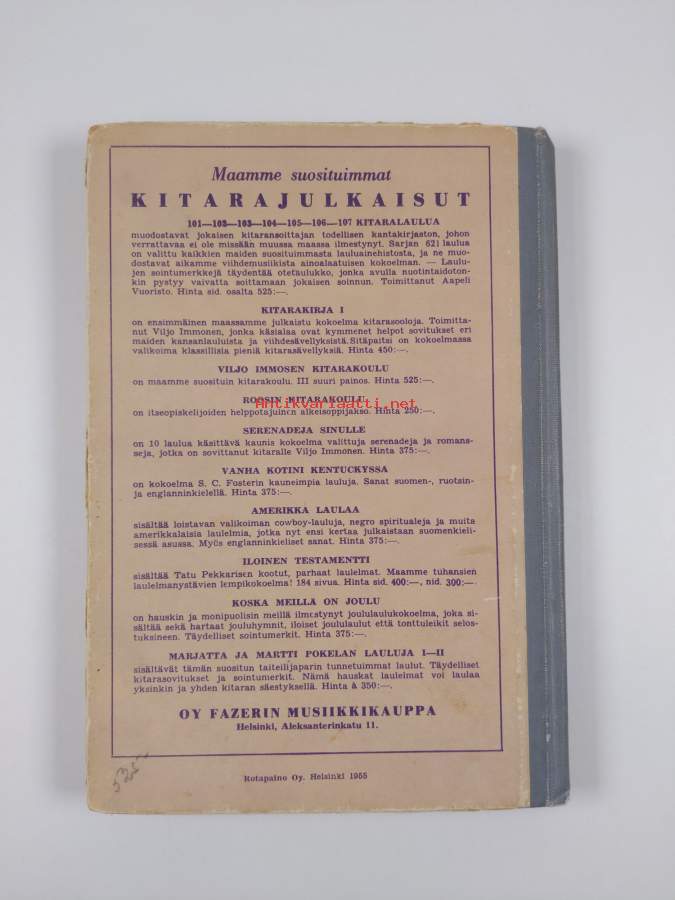 Maamme suosituimmat
KITARAJULKAISUT
101—102—103—104—105—106—107 KITARALAULUA
muodostavat jokaisen kitaransoittajan todellisen kantakirjaston, johon
verrattavaa ei ole missään muussa maassa ilmestynyt. Sarjan 621 laulua
on valittu kaikkien maiden suosituimmasta lauluainehistosta, ja ne muo-
dostavat aikamme viihdemusiikista ainoalaatuisen kokoelman. — Laulu-
jen sointumerkkejä täydentää otetaulukko, jonka avulla nuotintaidoton-
kin pystyy vaivatta soittamaan jokaisen soinnun. Toimittanut Aapeli
Vuoristo. Hinta sid. osalta 525:—.
KITARAKIRJA I
on ensimmäinen maassamme julkaistu kokoelma kitarasooloja. Toimitta-
nut Viljo Immonen, jonka käsialaa ovat kymmenet helpot sovitukset eri
maiden kansanlauluista ja viihdesävellyksistä. Sitäpaitsi on kokoelmassa
valikoima klassillisia pieniä kitarasävellyksiä. Hinta 450:—.
VILJO IMMOSEN KITARAKOULU
on maamme suosituin kitarakoulu. III suuri painos. Hinta 525:—.
ROOSIN KITARAKOULU
Antikvariaatti.net
on itseopiskelijoiden helppotajuinen alkeisoppijakso. Hinta 250:—.
SERENADEJA SINULLE
on 10 laulua käsittävä kaunis kokoelma valittuja serenadeja ja romans-
seja, jotka on sovittanut kitaralle Viljo Immonen. Hinta 375:—.
VANHA KOTINI KENTUCKYSSA
on kokoelma S. C. Fosterin kauneimpia lauluja. Sanat suomen-, ruotsin-
ja englanninkielellä. Hinta 375:—.
AMERIKKA LAULAA
sisältää loistavan valikoiman cowboy-lauluja, negro spiritualeja ja muita
amerikkalaisia laulelmia, jotka nyt ensi kertaa julkaistaan suomenkieli-
sessä asussa. Myös englanninkieliset sanat. Hinta 375:—.
ILOINEN TESTAMENTTI
sisältää Tatu Pekkarisen kootut, parhaat laulelmat. Maamme tuhansien
laulelmanystävien lempikokoelma! 184 sivua. Hinta sid. 400:—, nid. 300:—.
KOSKA MEILLÄ ON JOULU
on hauskin ja monipuolisin meillä ilmestynyt joululaulukokoelma, joka si-
sältää sekä hartaat jouluhymnit, iloiset joululaulut että tonttuleikit selos-
tuksineen. Täydelliset sointumerkit. Hinta 375:—.
MARJATTA JA MARTTI POKELAN LAULUJA I—II
sisältävät tämän suositun taiteilijaparin tunnetuimmat laulut. Täydelliset
kitarasovitukset ja sointumerkit. Nämä hauskat laulelmat voi laulaa
yksinkin ja yhden kitaran säestyksellä. Hinta à 350:—.
OY FAZERIN MUSIIKKIKAUPPA
Helsinki, Aleksanterinkatu 11.
525:—
Rotapaino Oy. Helsinki 1955